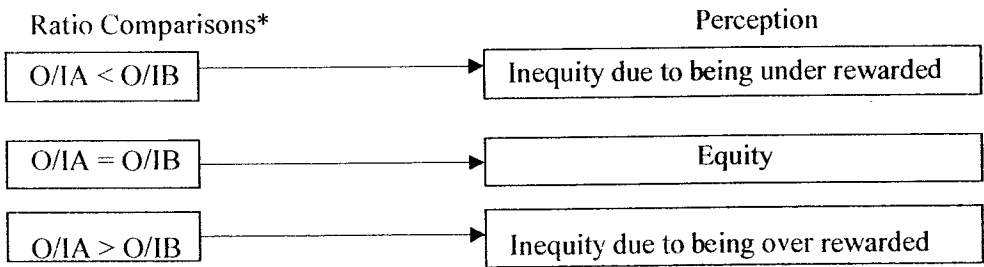 Ratio Comparisons* Perception
O/IA < O/IB Inequity due to being under rewarded
O/IA = O/IB Equity
O/IA > O/IB Inequity due to being over rewarded